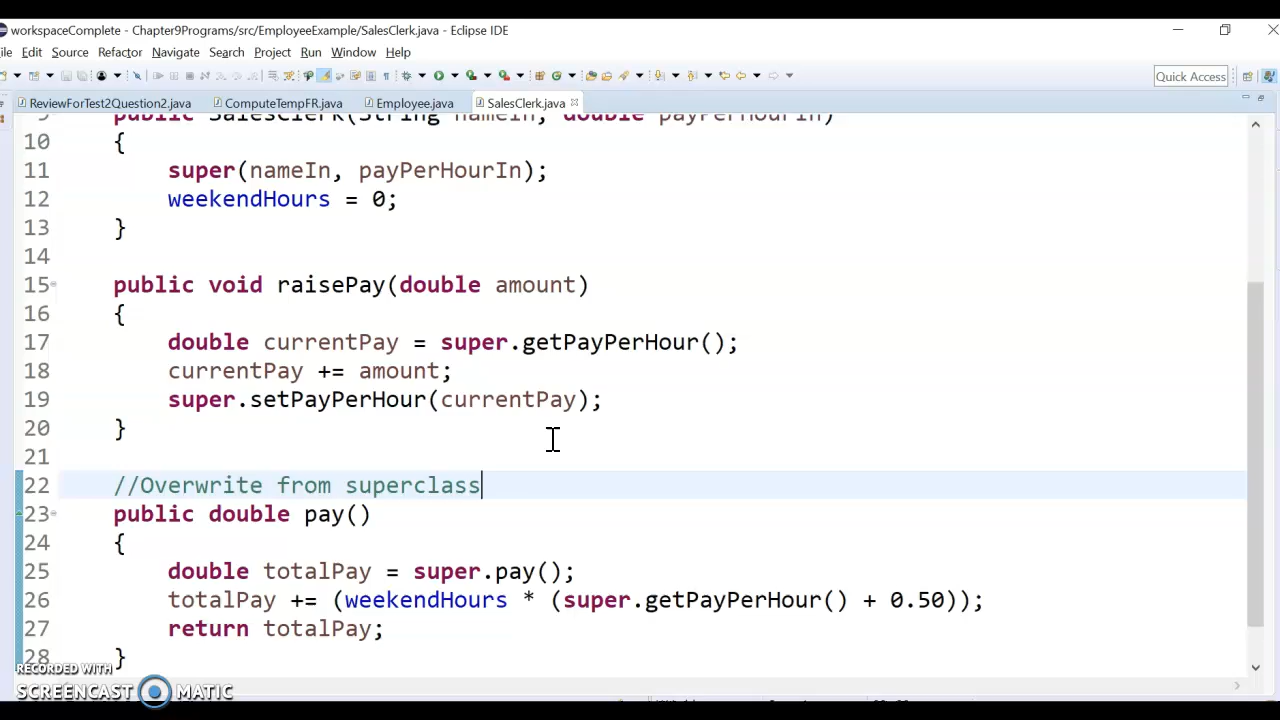 workspaceComplete - Chapter9Programs/src/EmployeeExample/SalesClerk.java - Eclipse IDE
ile Edit Source Refactor Navigate Search Project Run Window Help
Quick Access
ReviewForTest2Question2.java ComputeTempFR.java Employee.java SalesClerk.java
9 public SalesClerk(String nameIn, double payPerHourIn)
10 {
11 super(nameIn, payPerHourIn);
12 weekendHours = 0;
13 }
14
15 public void raisePay(double amount)
16 {
17 double currentPay = super.getPayPerHour();
18 currentPay += amount;
19 super.setPayPerHour(currentPay);
20 }
21
22 //Overwrite from superclass
23 public double pay()
24 {
25 double totalPay = super.pay();
26 totalPay += (weekendHours * (super.getPayPerHour() + 0.50));
27 return totalPay;
28 }
RECORDED WITH
SCREENCAST MATIC